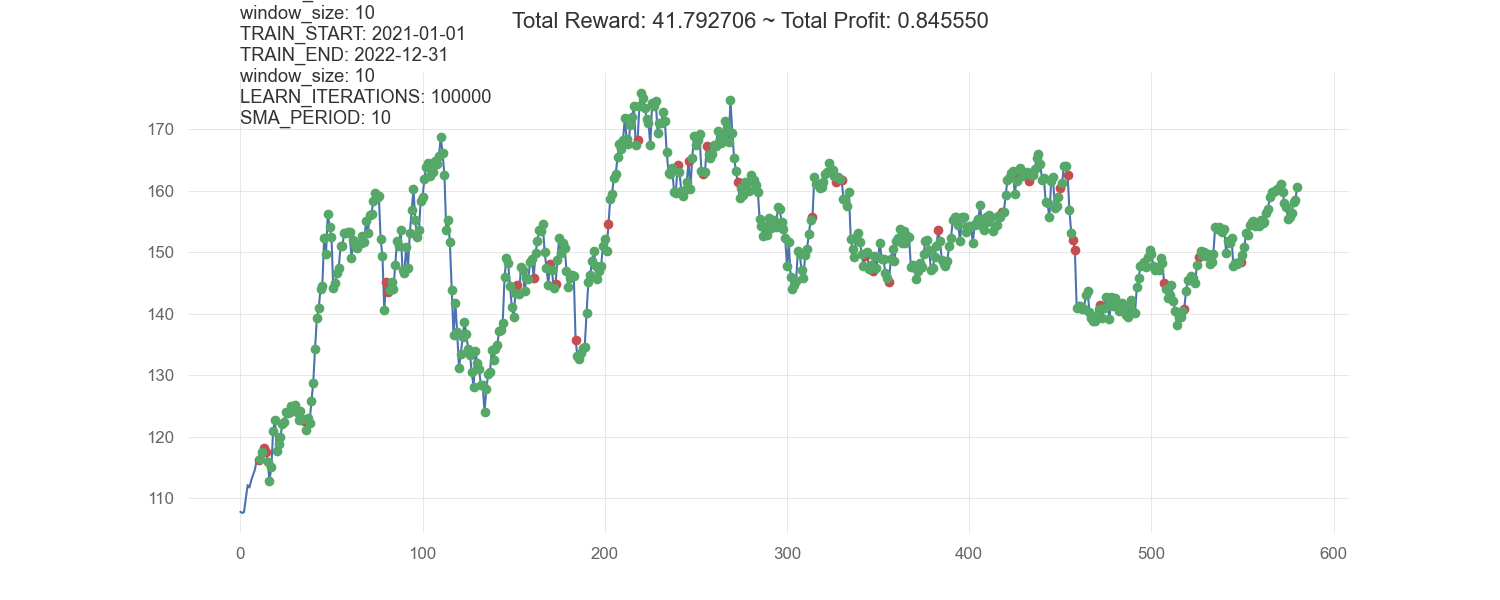 window_size: 10
Total Reward: 41.792706 ~ Total Profit: 0.845550
TRAIN_START: 2021-01-01
TRAIN_END: 2022-12-31
window_size: 10
LEARN_ITERATIONS: 100000
SMA_PERIOD: 10
170
160
150
140
130
120
110
0 100 200 300 400 500 600